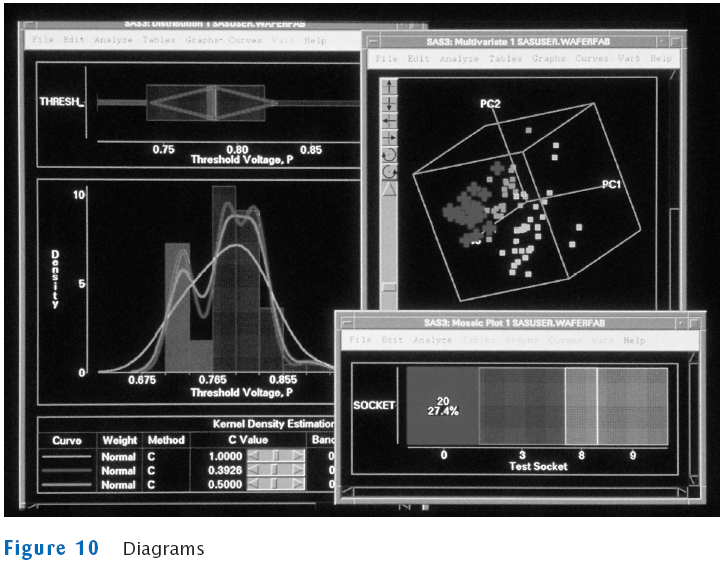 SAS3: Distribution 1 SASUSER.WAFERFAB
File Edit Analyze Tables Graphs Curves Vars Help
THRESH_
0.75 0.80 0.85
Threshold Voltage, P
10
Density
5
0
0.675 0.765 0.855
Threshold Voltage, P
Kernel Density Estimation
Curve Weight Method C Value Band
Normal C 1.0000 0
Normal C 0.3926 0
Normal C 0.5000 0
SAS3: Multivariate 1 SASUSER.WAFERFAB
File Edit Analyze Tables Graphs Curves Vars Help
PC2
PC1
SAS3: Mosaic Plot 1 SASUSER.WAFERFAB
File Edit Analyze Tables Graphs Curves Vars Help
SOCKET
20
27.4%
0 3 8 9
Test Socket
Figure 10 Diagrams